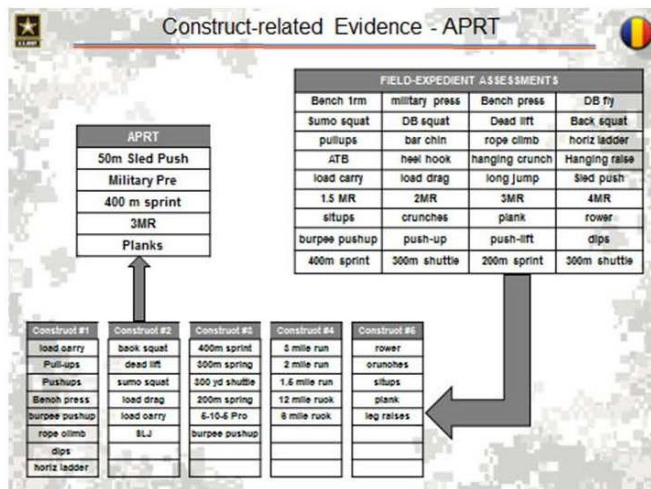 Construct-related Evidence - APRT
U.S. ARMY
FIELD-EXPEDIENT ASSESSMENTS
Bench 1rm military press Bench press DB fly
Sumo squat DB squat Dead lift Back squat
pullups bar chin rope climb horiz ladder
ATB heel hook hanging crunch Hanging raise
load carry load drag long jump Sled push
1.5 MR 2MR 3MR 4MR
situps crunches plank rower
burpee pushup push-up push-lift dips
400m sprint 300m shuttle 200m sprint 300m shuttle
APRT
50m Sled Push
Military Pre
400 m sprint
3MR
Planks
Construct #1 Construct #2 Construct #3 Construct #4 Construct #5
load carry back squat 400m sprint 3 mile run rower
Pull-ups dead lift 300m spring 2 mile run crunches
Pushups sumo squat 300 yd shuttle 1.5 mile run situps
Bench press load drag 200m spring 12 mile ruck plank
burpee pushup load carry 5-10-5 Pro 6 mile ruck leg raises
rope climb SLJ burpee pushup
dips
horiz ladder